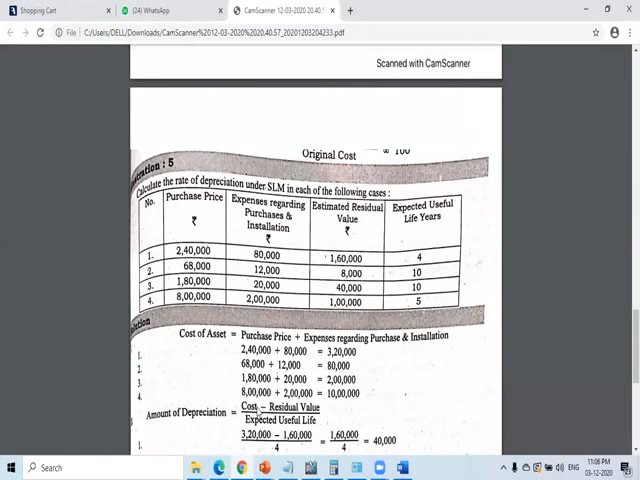 Shopping Cart
(24) WhatsApp
CamScanner 12-03-2020 20.40.5
File | C:/Users/DELL/Downloads/CamScanner%2012-03-2020%2020.40.57_20201203204233.pdf
Scanned with CamScanner
Original Cost
Calculate the rate of depreciation under SLM in each of the following cases :
No. Purchase Price ₹ Expenses regarding Purchases & Installation ₹ Estimated Residual Value ₹ Expected Useful Life Years
1. 2,40,000 80,000 1,60,000 4
2. 68,000 12,000 8,000 10
3. 1,80,000 20,000 40,000 10
4. 8,00,000 2,00,000 1,00,000 5
Cost of Asset = Purchase Price + Expenses regarding Purchase & Installation
1. 2,40,000 + 80,000 = 3,20,000
2. 68,000 + 12,000 = 80,000
3. 1,80,000 + 20,000 = 2,00,000
4. 8,00,000 + 2,00,000 = 10,00,000
Amount of Depreciation = Cost – Residual Value
Expected Useful Life
1. 3,20,000 – 1,60,000 = 1,60,000 = 40,000
4 4
Search
ENG
11:06 PM
03-12-2020